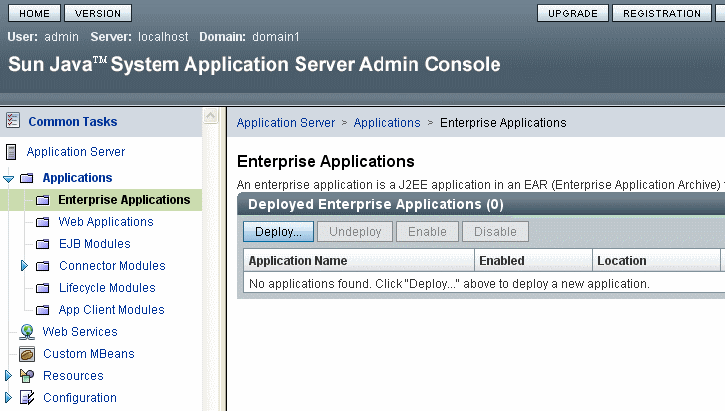 HOME VERSION UPGRADE REGISTRATION
User: admin Server: localhost Domain: domain1
Sun Java™ System Application Server Admin Console
Common Tasks
Application Server
Applications
Enterprise Applications
Web Applications
EJB Modules
Connector Modules
Lifecycle Modules
App Client Modules
Web Services
Custom MBeans
Resources
Configuration
Application Server > Applications > Enterprise Applications
Enterprise Applications
An enterprise application is a J2EE application in an EAR (Enterprise Application Archive)
Deployed Enterprise Applications (0)
Deploy... Undeploy Enable Disable
Application Name Enabled Location
No applications found. Click "Deploy..." above to deploy a new application.